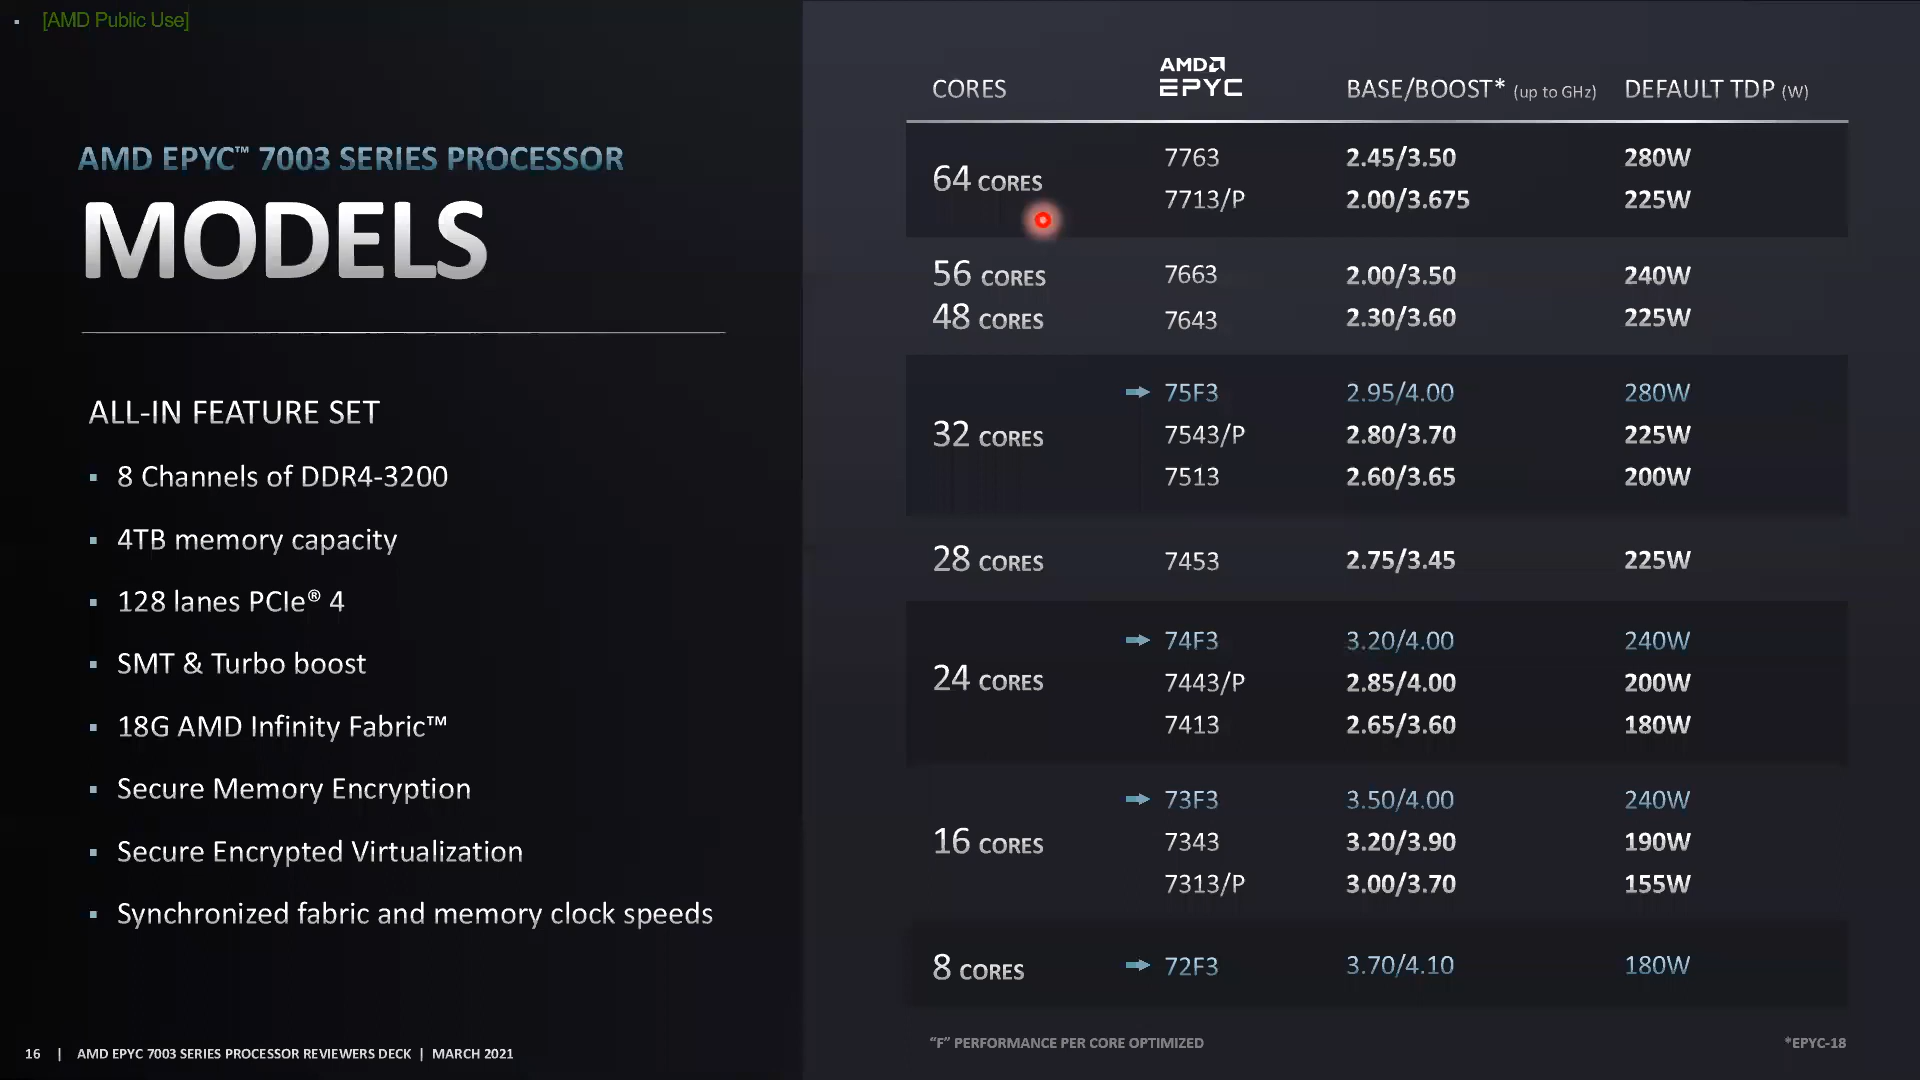 [AMD Public Use]
AMD EPYC™ 7003 SERIES PROCESSOR
MODELS
ALL-IN FEATURE SET
▪ 8 Channels of DDR4-3200
▪ 4TB memory capacity
▪ 128 lanes PCIe® 4
▪ SMT & Turbo boost
▪ 18G AMD Infinity Fabric™
▪ Secure Memory Encryption
▪ Secure Encrypted Virtualization
▪ Synchronized fabric and memory clock speeds
CORES AMD EPYC BASE/BOOST* (up to GHz) DEFAULT TDP (W)
64 CORES
7763 2.45/3.50 280W
7713/P 2.00/3.675 225W
56 CORES 7663 2.00/3.50 240W
48 CORES 7643 2.30/3.60 225W
32 CORES
75F3 2.95/4.00 280W
7543/P 2.80/3.70 225W
7513 2.60/3.65 200W
28 CORES 7453 2.75/3.45 225W
24 CORES
74F3 3.20/4.00 240W
7443/P 2.85/4.00 200W
7413 2.65/3.60 180W
16 CORES
73F3 3.50/4.00 240W
7343 3.20/3.90 190W
7313/P 3.00/3.70 155W
8 CORES 72F3 3.70/4.10 180W
"F" PERFORMANCE PER CORE OPTIMIZED *EPYC-18
16 | AMD EPYC 7003 SERIES PROCESSOR REVIEWERS DECK | MARCH 2021